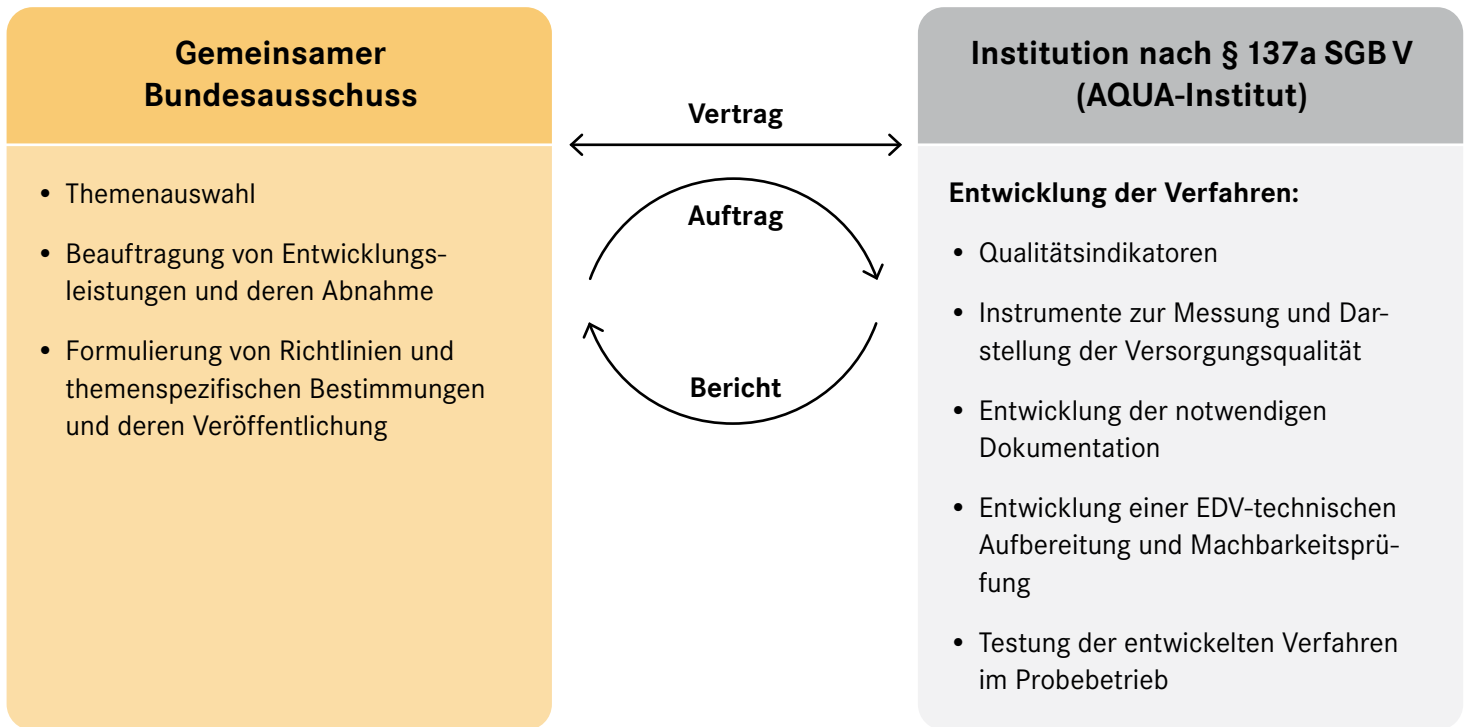 Gemeinsamer
Bundesausschuss
• Themenauswahl
• Beauftragung von Entwicklungs-
leistungen und deren Abnahme
• Formulierung von Richtlinien und
themenspezifischen Bestimmungen
und deren Veröffentlichung
Vertrag
Auftrag
Bericht
Institution nach § 137a SGB V
(AQUA-Institut)
Entwicklung der Verfahren:
• Qualitätsindikatoren
• Instrumente zur Messung und Dar-
stellung der Versorgungsqualität
• Entwicklung der notwendigen
Dokumentation
• Entwicklung einer EDV-technischen
Aufbereitung und Machbarkeitsprü-
fung
• Testung der entwickelten Verfahren
im Probebetrieb